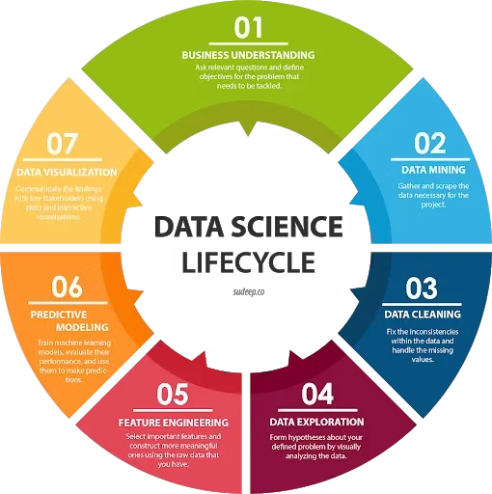 01
BUSINESS UNDERSTANDING
Ask relevant questions and define
objectives for the problem that
needs to be tackled.
02
DATA MINING
Gather and scrape the
data necessary for the
project.
03
DATA CLEANING
Fix the inconsistencies
within the data and
handle the missing
values.
04
DATA EXPLORATION
Form hypotheses about your
defined problem by visually
analyzing the data.
05
FEATURE ENGINEERING
Select important features and
construct more meaningful
ones using the raw data that
you have.
06
PREDICTIVE
MODELING
Train machine learning
models, evaluate their
performance, and use
them to make predic-
tions.
07
DATA VISUALIZATION
Communicate the findings
with key stakeholders using
plots and interactive
visualizations.
DATA SCIENCE
LIFECYCLE
sudeep.co